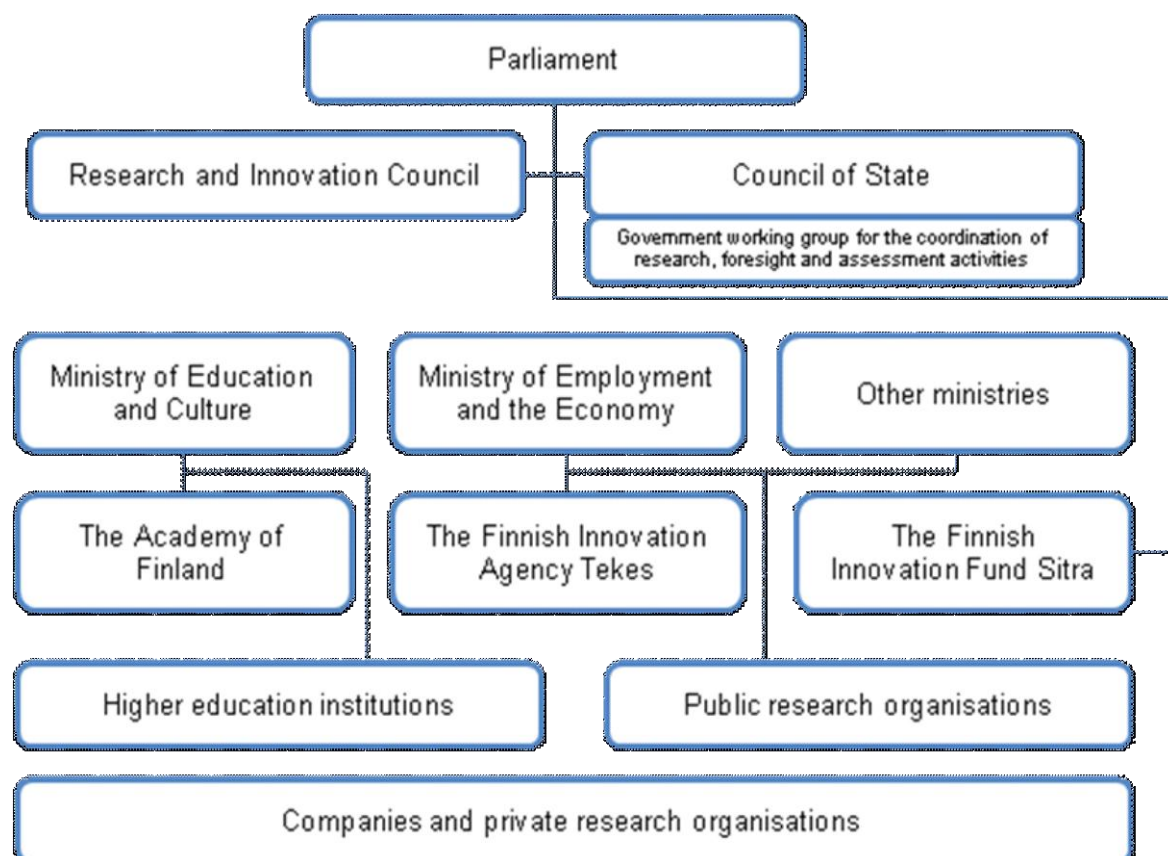 Parliament
Research and Innovation Council
Council of State
Government working group for the coordination of
research, foresight and assessment activities
Ministry of Education
and Culture
Ministry of Employment
and the Economy
Other ministries
The Academy of
Finland
The Finnish Innovation
Agency Tekes
The Finnish
Innovation Fund Sitra
Higher education institutions
Public research organisations
Companies and private research organisations